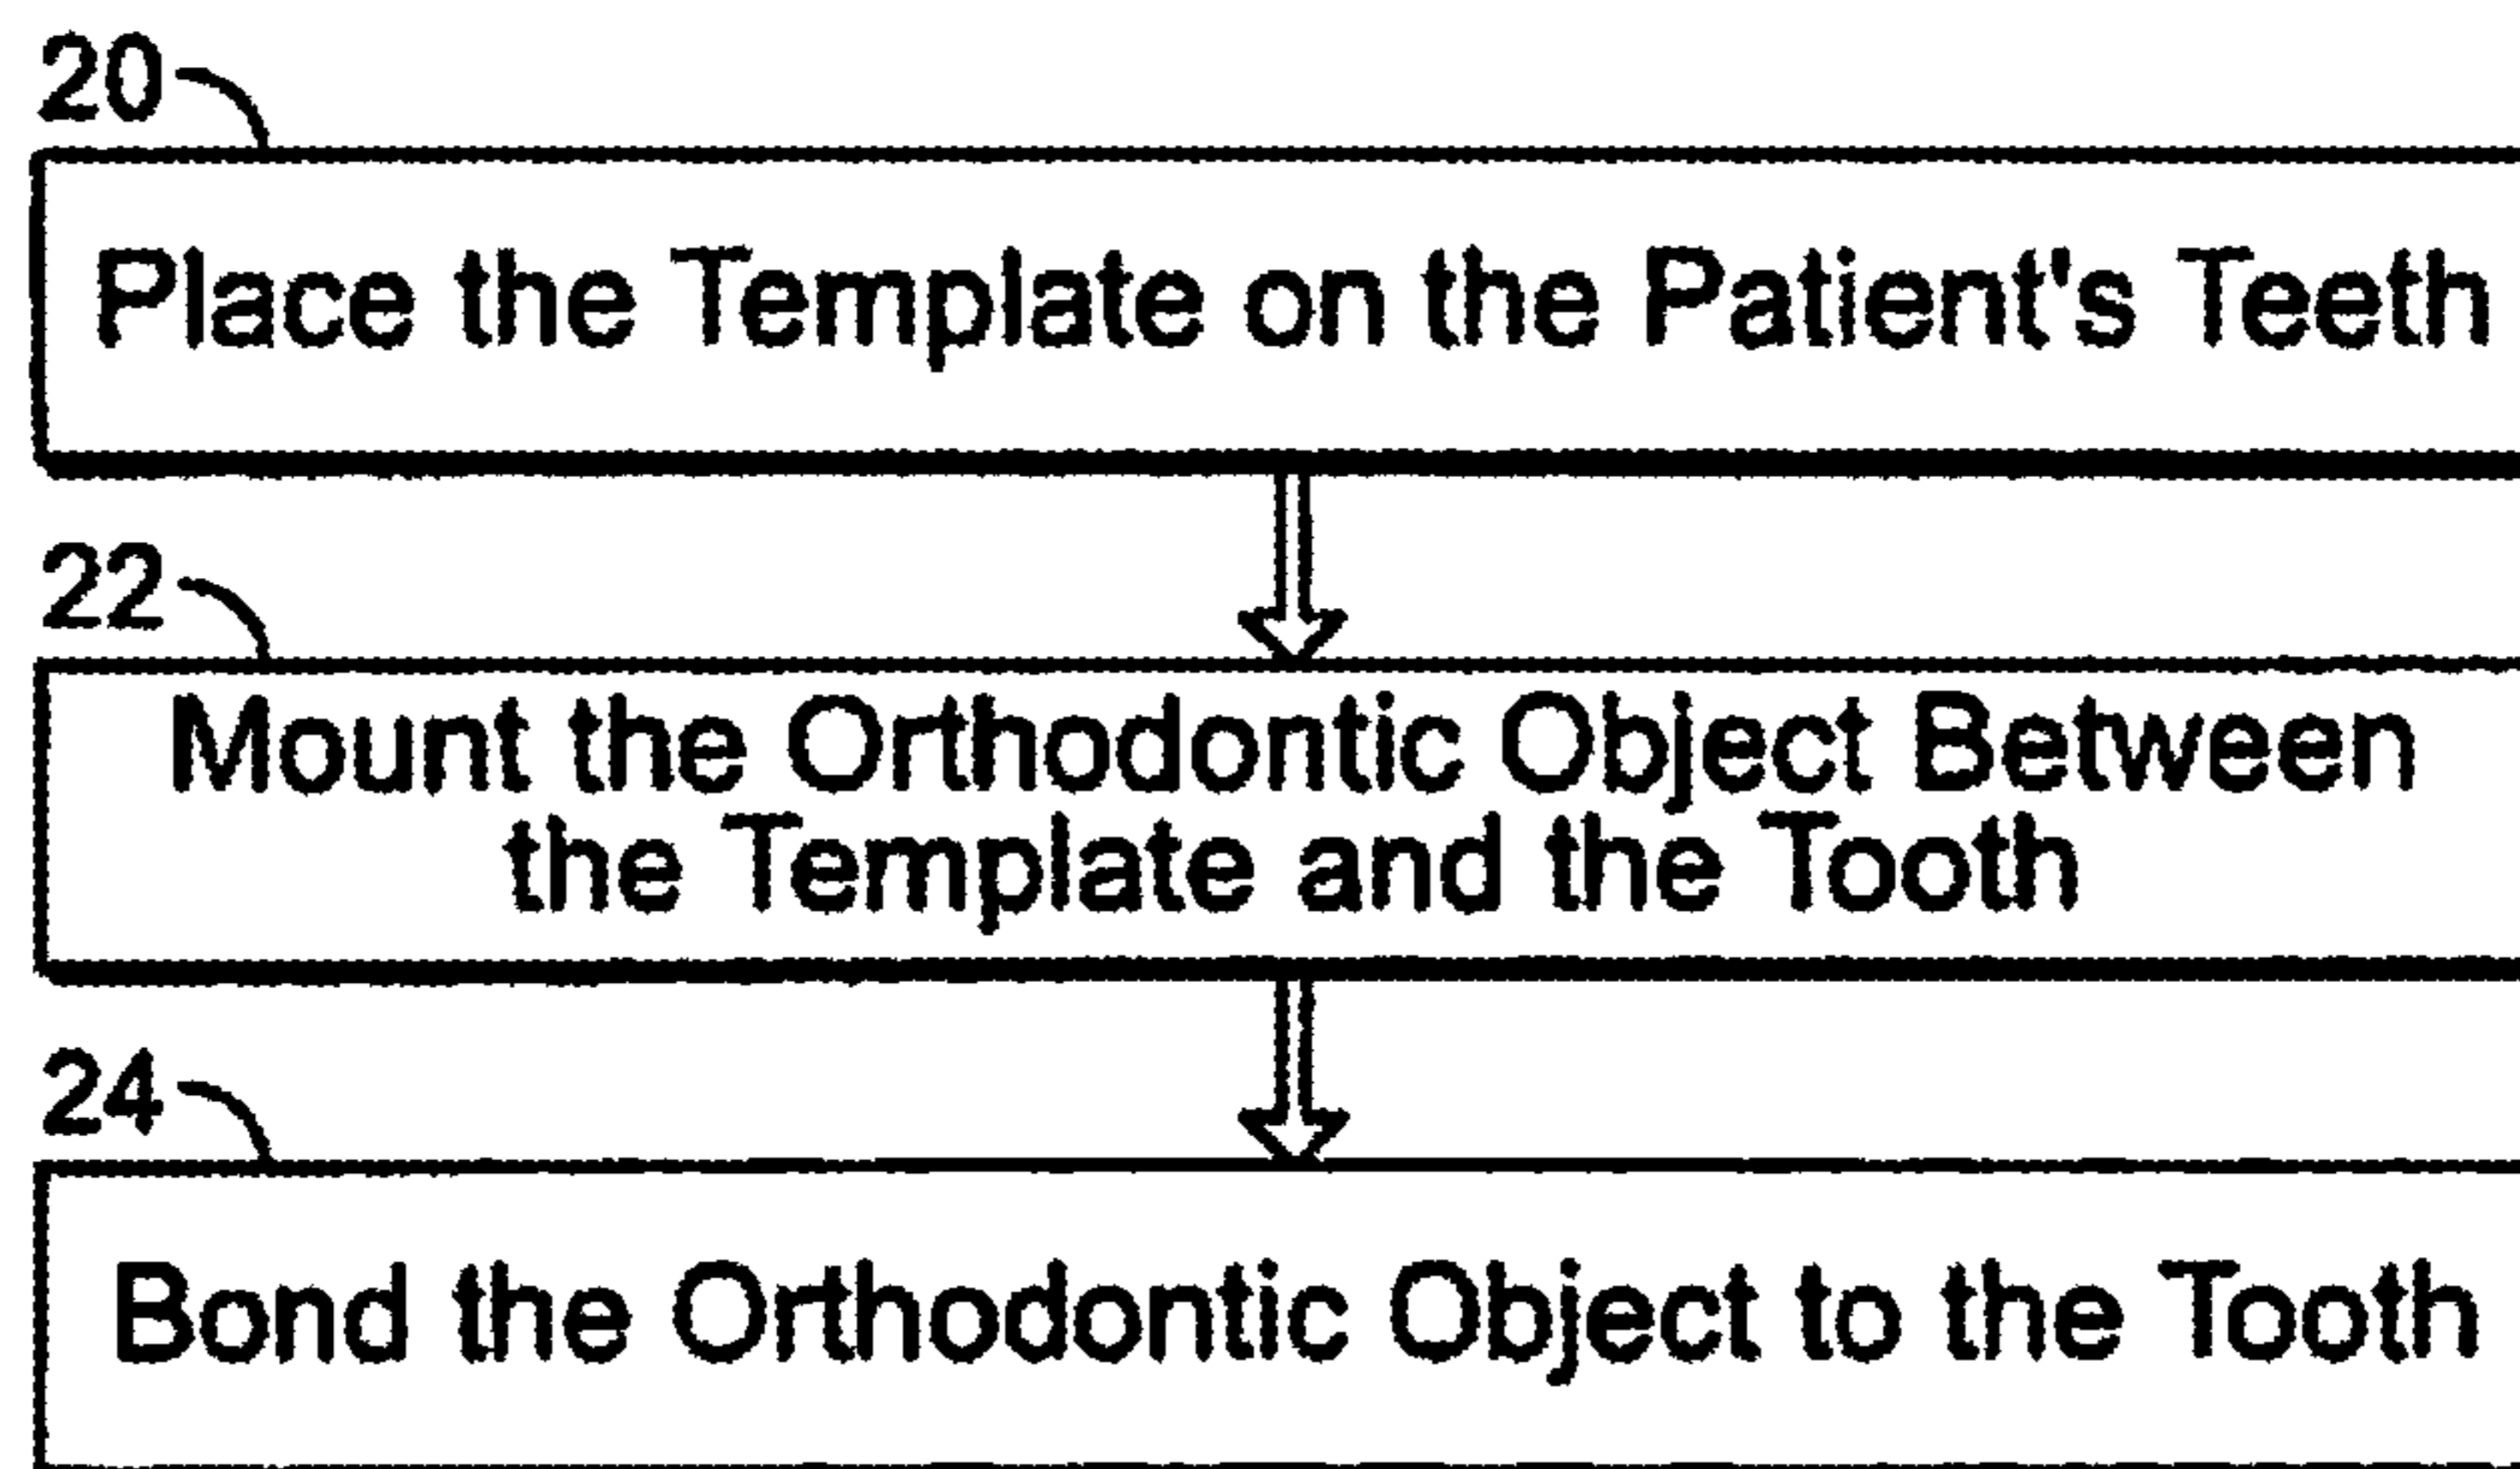 20
Place the Template on the Patient's Teeth
22
Mount the Orthodontic Object Between
the Template and the Tooth
24
Bond the Orthodontic Object to the Tooth